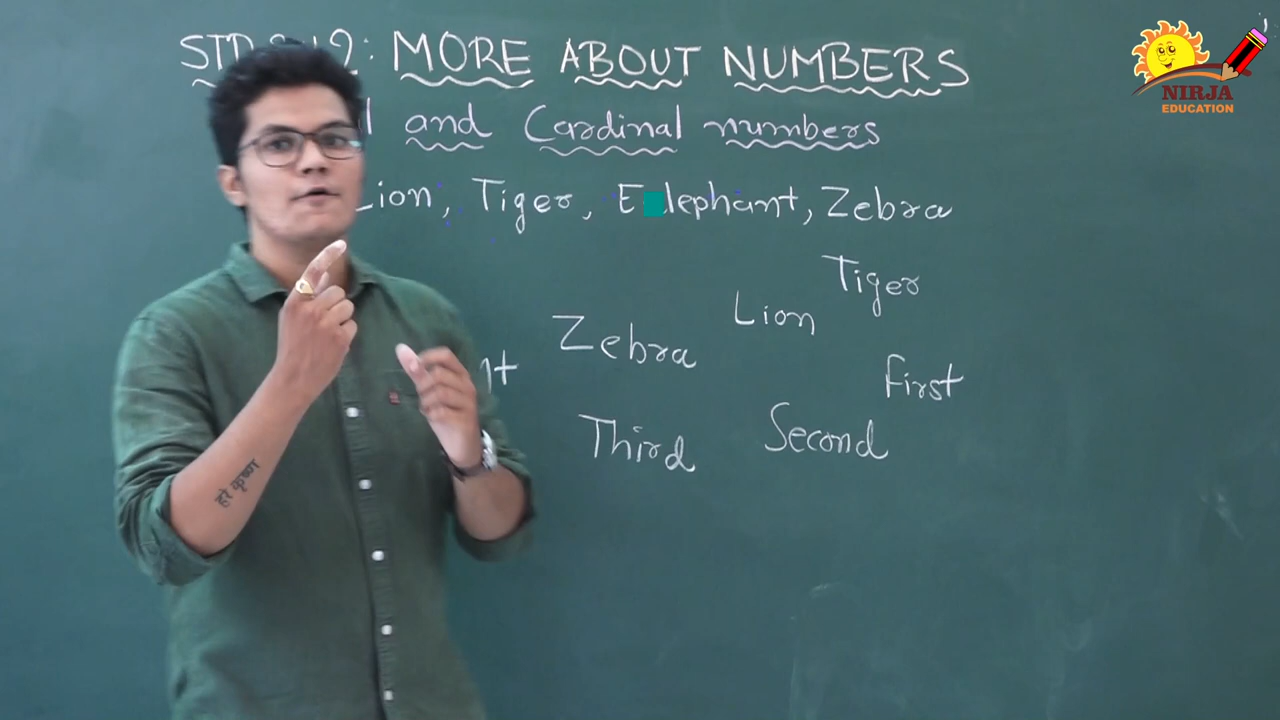 STD : MORE ABOUT NUMBERS
and Cardinal numbers
Lion, Tiger, Elephant, Zebra
Tiger
Lion
Zebra
First
Second
Third
हरे कृष्ण
NIRJA
EDUCATION